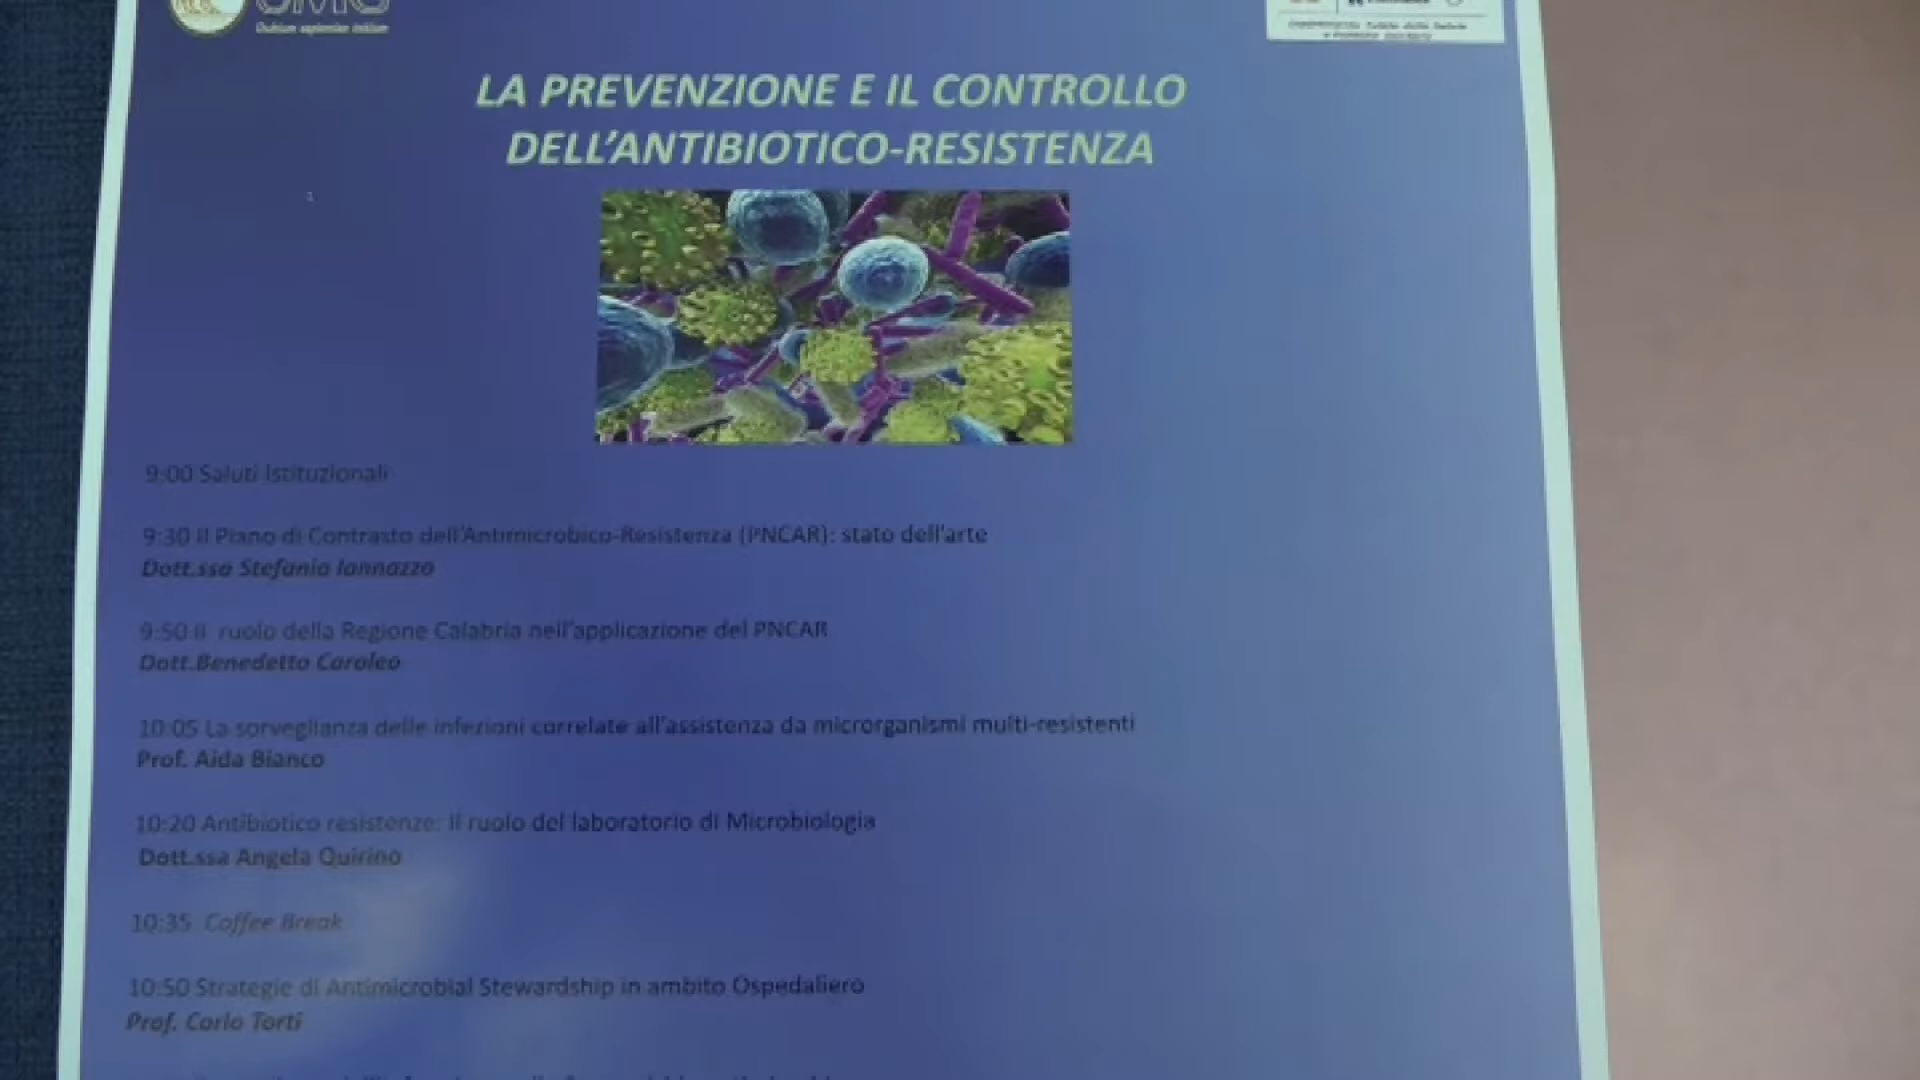 UMG
Dubium sapientiae initium
LA PREVENZIONE E IL CONTROLLO
DELL'ANTIBIOTICO-RESISTENZA
9:00 Saluti Istituzionali
9:30 Il Piano di Contrasto dell'Antimicrobico-Resistenza (PNCAR): stato dell'arte
Dott.ssa Stefania Iannazzo
9:50 Il ruolo della Regione Calabria nell'applicazione del PNCAR
Dott.Benedetto Caroleo
10:05 La sorveglianza delle infezioni correlate all'assistenza da microrganismi multi-resistenti
Prof. Aida Bianco
10:20 Antibiotico resistenze: Il ruolo del laboratorio di Microbiologia
Dott.ssa Angela Quirino
10:35 Coffee Break
10:50 Strategie di Antimicrobial Stewardship in ambito Ospedaliero
Prof. Carlo Torti